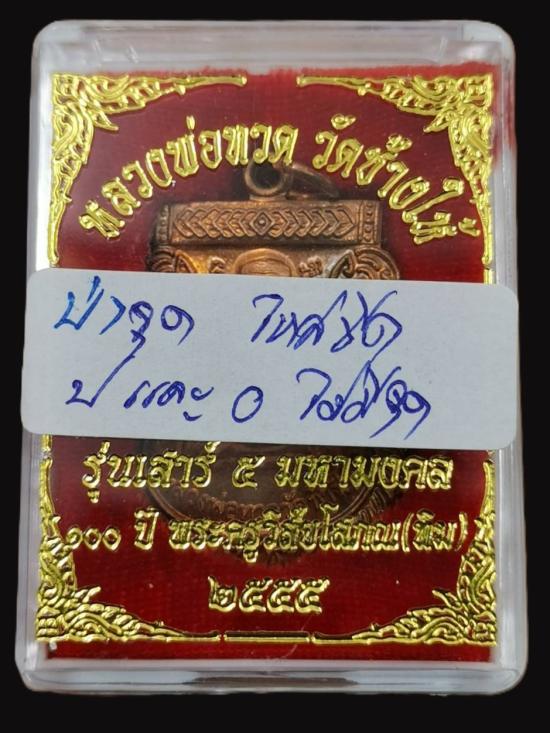 หลวงพ่อทวด วัดช้างให้
ป และ ๐ ไม่มีจุด
รุ่นเสาร์ ๕ มหามงคล
๑๐๐ ปี พระครูวิสัยโสภณ(ทิม)
๒๕๕๕